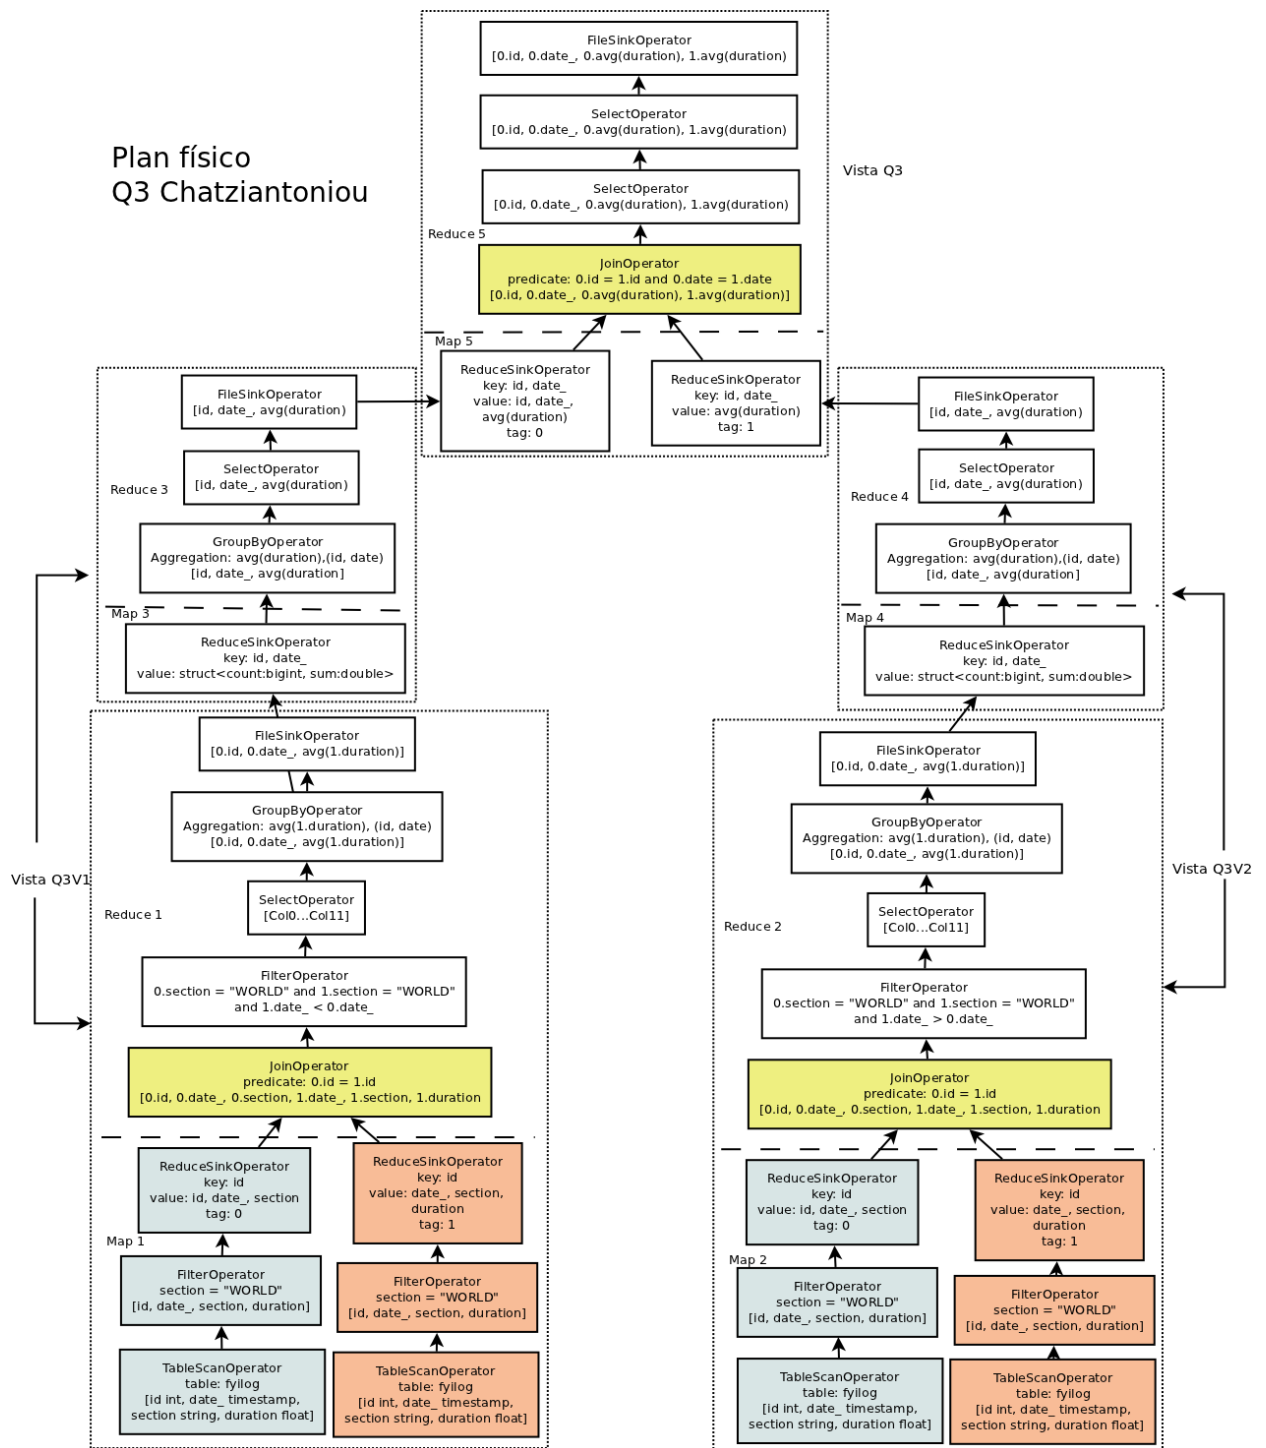 FileSinkOperator
[0.id, 0.date_, 0.avg(duration), 1.avg(duration)]
SelectOperator
[0.id, 0.date_, 0.avg(duration), 1.avg(duration)]
Plan físico
Q3 Chatziantoniou
Vista Q3
SelectOperator
[0.id, 0.date_, 0.avg(duration), 1.avg(duration)
Reduce 5
JoinOperator
predicate: 0.id = 1.id and 0.date = 1.date
[0.id, 0.date_, 0.avg(duration), 1.avg(duration)]
Map 5
ReduceSinkOperator
key: id, date_
value: id, date_,
avg(duration)
tag: 0
ReduceSinkOperator
key: id, date_
value: avg(duration)
tag: 1
FileSinkOperator
[id, date_, avg(duration)
SelectOperator
[id, date_, avg(duration)
Reduce 3
GroupByOperator
Aggregation: avg(duration),(id, date)
[id, date_, avg(duration]
Map 3
ReduceSinkOperator
key: id, date_
value: struct<count:bigint, sum:double>
FileSinkOperator
[id, date_, avg(duration)
SelectOperator
[id, date_, avg(duration)
Reduce 4
GroupByOperator
Aggregation: avg(duration),(id, date)
[id, date_, avg(duration]
Map 4
ReduceSinkOperator
key: id, date_
value: struct<count:bigint, sum:double>
FileSinkOperator
[0.id, 0.date_, avg(1.duration)]
GroupByOperator
Aggregation: avg(1.duration), (id, date)
[0.id, 0.date_, avg(1.duration)]
Vista Q3V1
SelectOperator
[Col0...Col11]
Reduce 1
FilterOperator
0.section = "WORLD" and 1.section = "WORLD"
and 1.date_ < 0.date_
JoinOperator
predicate: 0.id = 1.id
[0.id, 0.date_, 0.section, 1.date_, 1.section, 1.duration
ReduceSinkOperator
key: id
value: id, date_, section
tag: 0
ReduceSinkOperator
key: id
value: date_, section,
duration
tag: 1
Map 1
FilterOperator
section = "WORLD"
[id, date_, section, duration]
FilterOperator
section = "WORLD"
[id, date_, section, duration]
TableScanOperator
table: fyilog
[id int, date_ timestamp,
section string, duration float]
TableScanOperator
table: fyilog
[id int, date_ timestamp,
section string, duration float]
FileSinkOperator
[0.id, 0.date_, avg(1.duration)]
GroupByOperator
Aggregation: avg(1.duration), (id, date)
[0.id, 0.date_, avg(1.duration)]
Vista Q3V2
SelectOperator
[Col0...Col11]
Reduce 2
FilterOperator
0.section = "WORLD" and 1.section = "WORLD"
and 1.date_ > 0.date_
JoinOperator
predicate: 0.id = 1.id
[0.id, 0.date_, 0.section, 1.date_, 1.section, 1.duration
ReduceSinkOperator
key: id
value: id, date_, section
tag: 0
ReduceSinkOperator
key: id
value: date_, section,
duration
tag: 1
Map 2
FilterOperator
section = "WORLD"
[id, date_, section, duration]
FilterOperator
section = "WORLD"
[id, date_, section, duration]
TableScanOperator
table: fyilog
[id int, date_ timestamp,
section string, duration float]
TableScanOperator
table: fyilog
[id int, date_ timestamp,
section string, duration float]